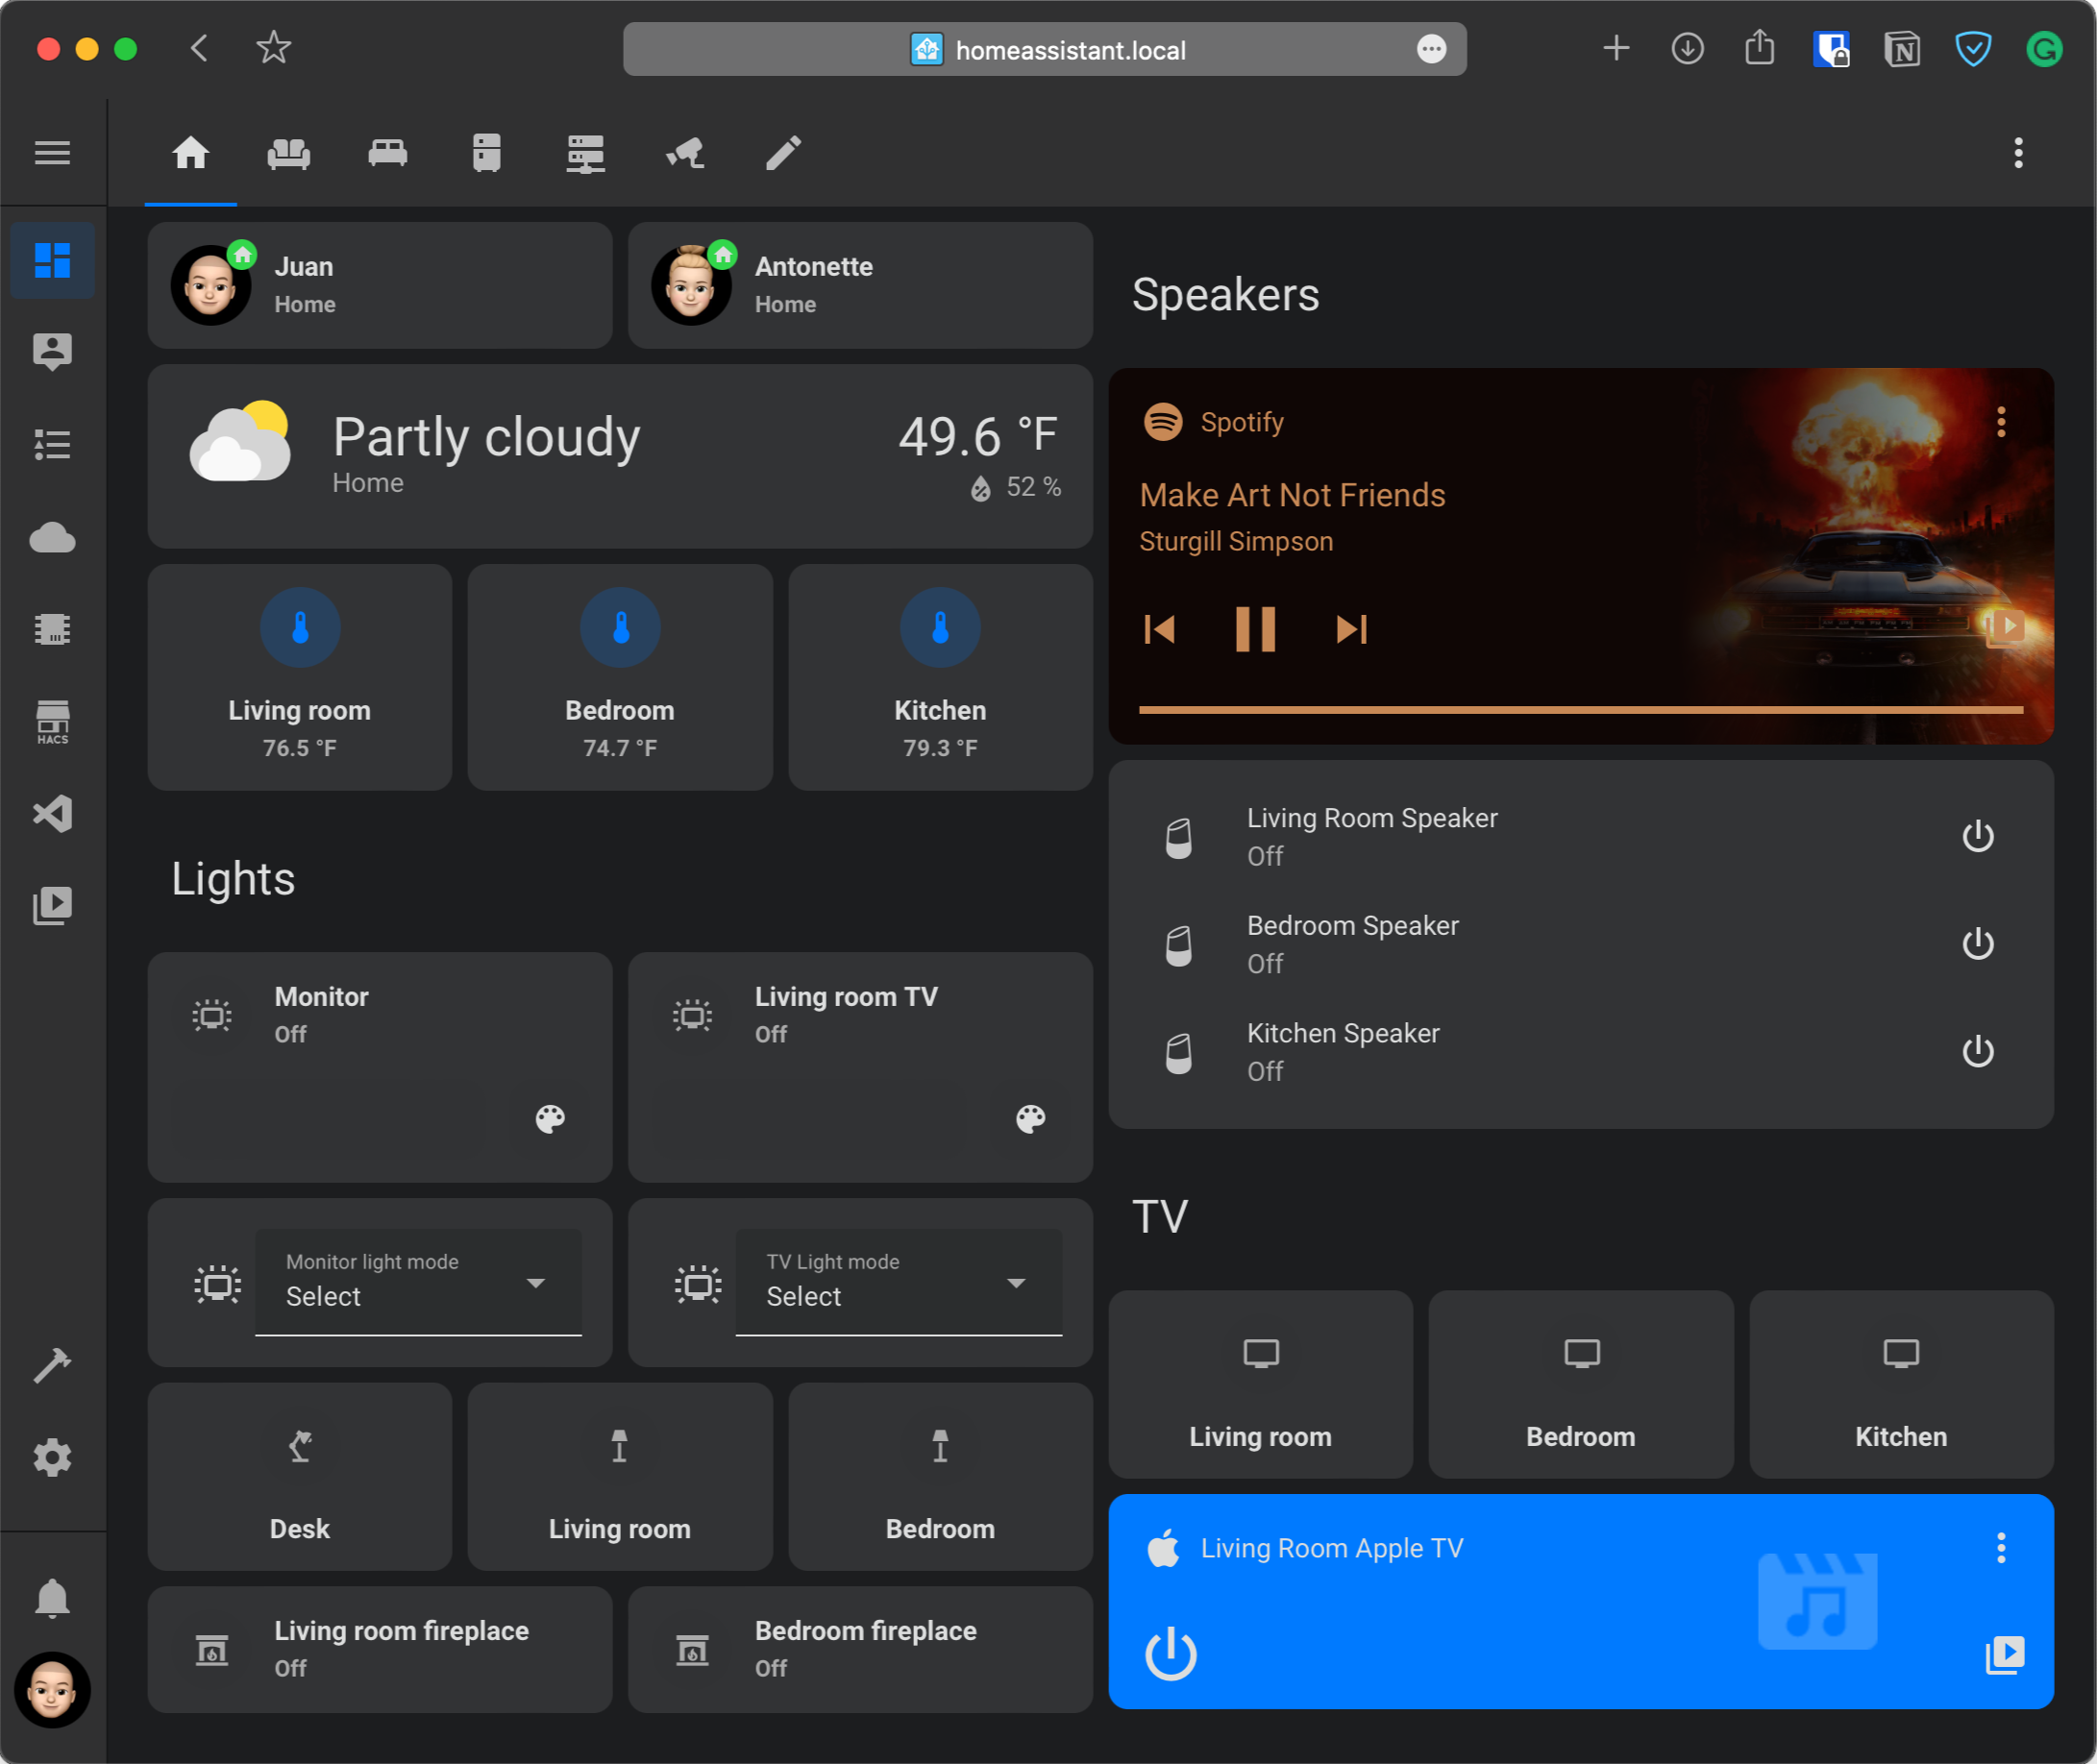 homeassistant.local
HACS
Juan
Home
Antonette
Home
Partly cloudy
Home
49.6 °F
52 %
Living room
76.5 °F
Bedroom
74.7 °F
Kitchen
79.3 °F
Lights
Monitor
Off
Living room TV
Off
Monitor light mode
Select
TV Light mode
Select
Desk
Living room
Bedroom
Living room fireplace
Off
Bedroom fireplace
Off
Speakers
Spotify
Make Art Not Friends
Sturgill Simpson
Living Room Speaker
Off
Bedroom Speaker
Off
Kitchen Speaker
Off
TV
Living room
Bedroom
Kitchen
Living Room Apple TV